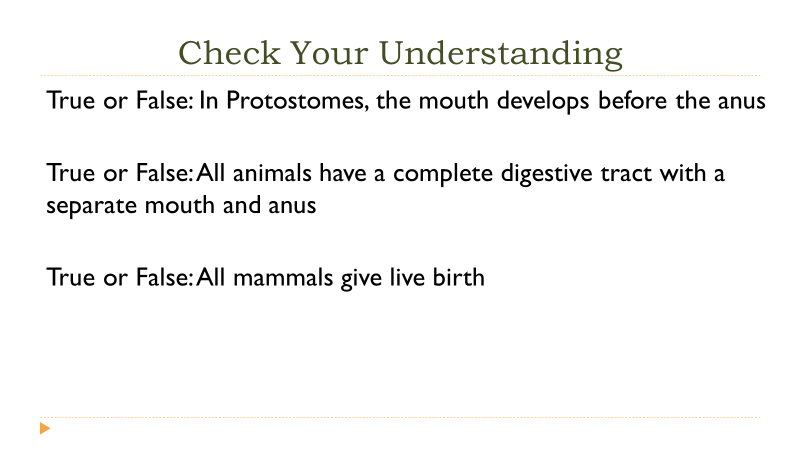 Check Your Understanding
True or False: In Protostomes, the mouth develops before the anus
True or False: All animals have a complete digestive tract with a
separate mouth and anus
True or False: All mammals give live birth